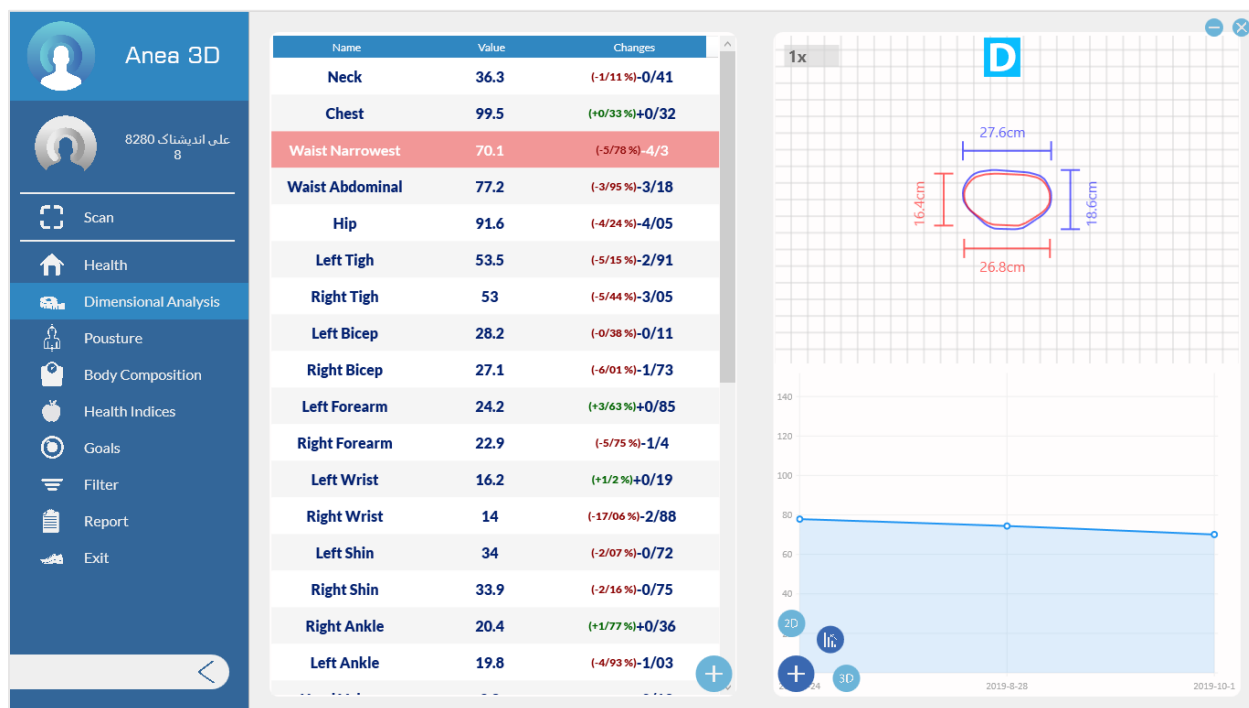 Anea 3D
علی اندیشناک 8280
8
Scan
Health
Dimensional Analysis
Pousture
Body Composition
Health Indices
Goals
Filter
Report
Exit
Name Value Changes
Neck 36.3 (-1/11 %)-0/41
Chest 99.5 (+0/33 %)+0/32
Waist Narrowest 70.1 (-5/78 %)-4/3
Waist Abdominal 77.2 (-3/95 %)-3/18
Hip 91.6 (-4/24 %)-4/05
Left Tigh 53.5 (-5/15 %)-2/91
Right Tigh 53 (-5/44 %)-3/05
Left Bicep 28.2 (-0/38 %)-0/11
Right Bicep 27.1 (-6/01 %)-1/73
Left Forearm 24.2 (+3/63 %)+0/85
Right Forearm 22.9 (-5/75 %)-1/4
Left Wrist 16.2 (+1/2 %)+0/19
Right Wrist 14 (-17/06 %)-2/88
Left Shin 34 (-2/07 %)-0/72
Right Shin 33.9 (-2/16 %)-0/75
Right Ankle 20.4 (+1/77 %)+0/36
Left Ankle 19.8 (-4/93 %)-1/03
1x
D
27.6cm
16.4cm
18.6cm
26.8cm
140
120
100
80
60
40
2D
3D
2019-8-28
2019-10-1